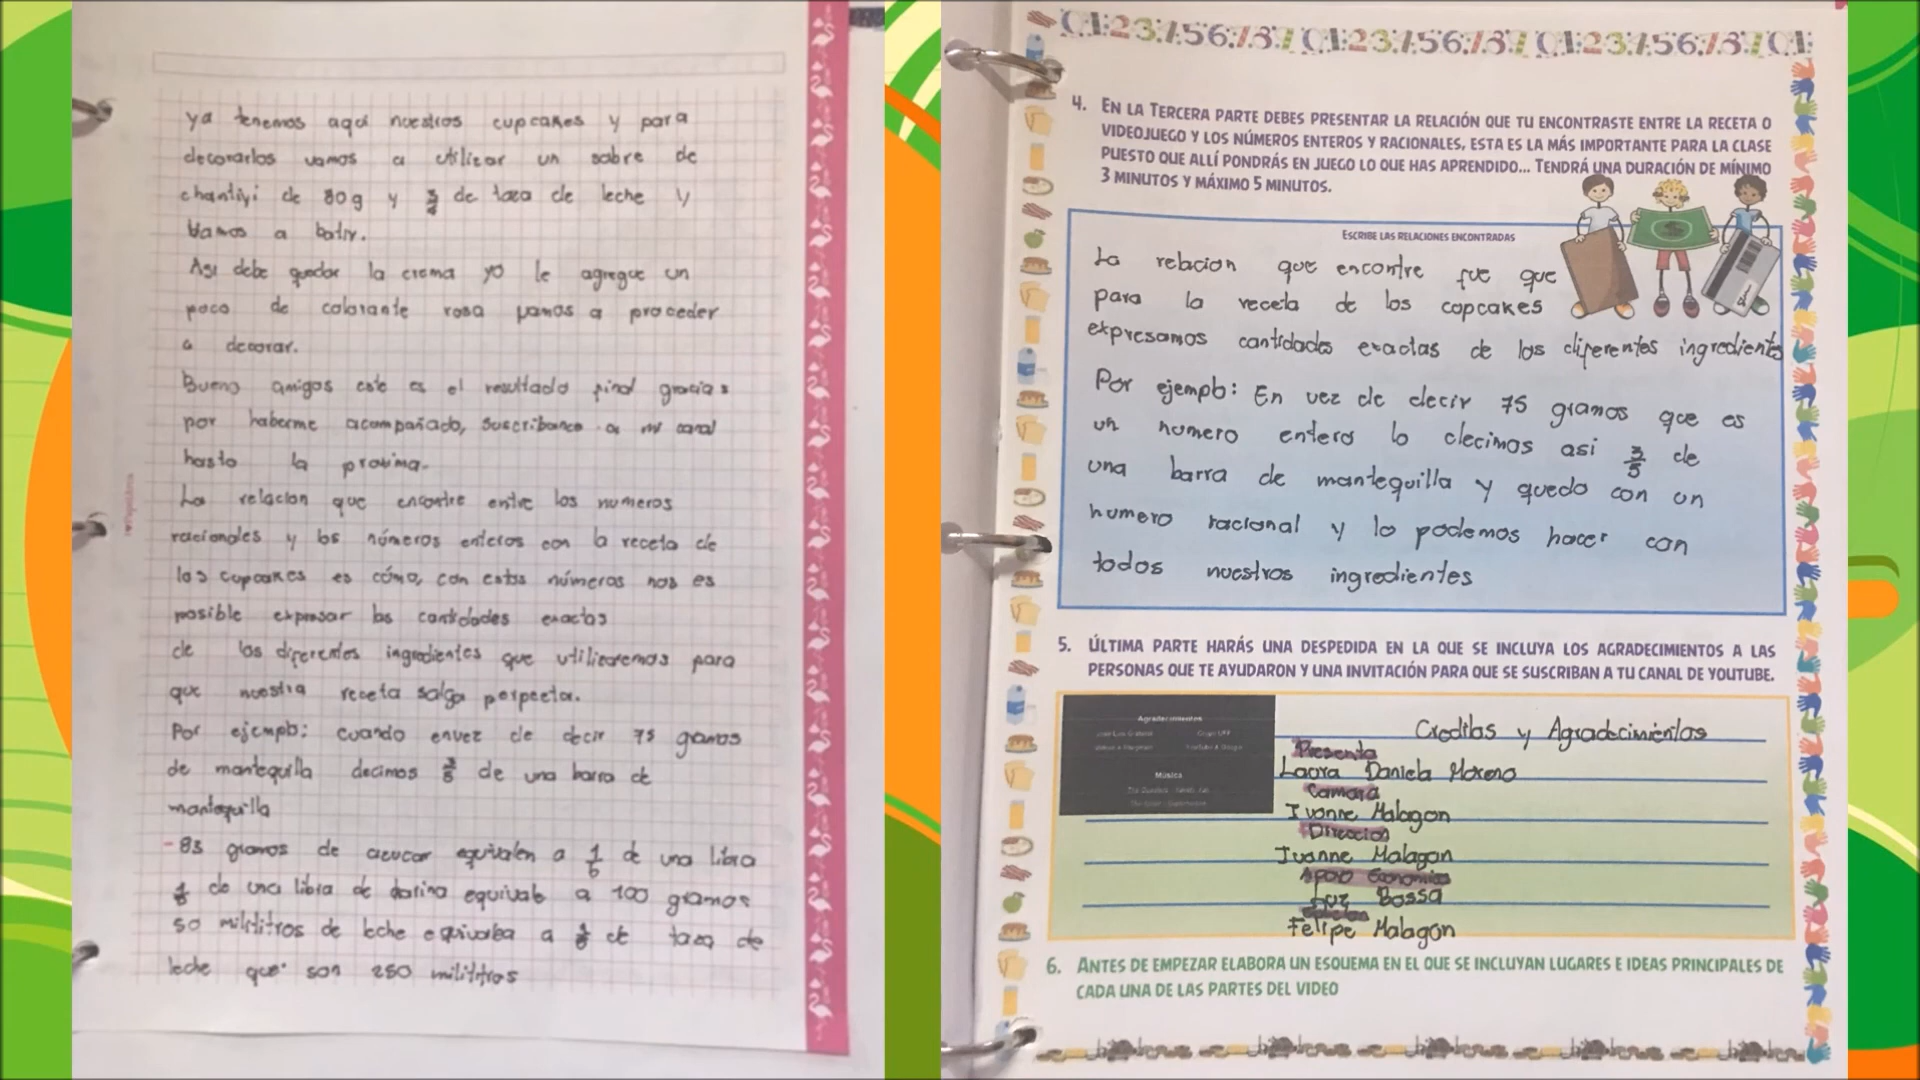 ya tenemos aqui nuestros cupcakes y para
decorarlos vamos a utilizar un sobre de
chantiyi de 80g y 3/4 de taza de leche y
vamos a batir.
Asi debe quedar la crema yo le agregue un
poco de colorante rosa vamos a proceder
a decorar.
Bueno amigos este es el resultado final gracias
por haberme acompañado, suscribanse a mi canal
hasta la proxima.
La relacion que encontre entre los numeros
racionales y los números enteros con la receta de
los cupcakes es cómo, con estos números nos es
posible expresar las cantidades exactas
de los diferentes ingredientes que utilizaremos para
que nuestra receta salga perfecta.
Por ejemplo: cuando envez de decir 75 gramos
de mantequilla decimos 3/5 de una barra de
mantequilla
- 83 gramos de azucar equivalen a 1/6 de una libra
de una libra de harina equivale a 100 gramos
50 mililitros de leche equivalen a 1/5 de taza de
leche que son 250 mililitros
4. EN LA TERCERA PARTE DEBES PRESENTAR LA RELACIÓN QUE TU ENCONTRASTE ENTRE LA RECETA O
VIDEOJUEGO Y LOS NÚMEROS ENTEROS Y RACIONALES, ESTA ES LA MÁS IMPORTANTE PARA LA CLASE
PUESTO QUE ALLÍ PONDRÁS EN JUEGO LO QUE HAS APRENDIDO... TENDRÁ UNA DURACIÓN DE MÍNIMO
3 MINUTOS Y MÁXIMO 5 MINUTOS.
ESCRIBE LAS RELACIONES ENCONTRADAS
La relacion que encontre fue que
para la receta de los cupcakes
expresamos cantidades exactas de los diferentes ingredientes
Por ejemplo: En vez de decir 75 gramos que es
un numero entero lo decimos asi 3/5 de
una barra de mantequilla y quedo con un
numero racional y lo podemos hacer con
todos nuestros ingredientes
5. ÚLTIMA PARTE HARÁS UNA DESPEDIDA EN LA QUE SE INCLUYA LOS AGRADECIMIENTOS A LAS
PERSONAS QUE TE AYUDARON Y UNA INVITACIÓN PARA QUE SE SUSCRIBAN A TU CANAL DE YOUTUBE.
Agradecimientos
Música
Creditos y Agradecimientos
Presenta
Laura Daniela Moreno
Camara
Ivonne Malagon
Direccion
Ivonne Malagon
Apoyo Economico
Luz Bossa
Felipe Malagon
6. ANTES DE EMPEZAR ELABORA UN ESQUEMA EN EL QUE SE INCLUYAN LUGARES E IDEAS PRINCIPALES DE
CADA UNA DE LAS PARTES DEL VIDEO